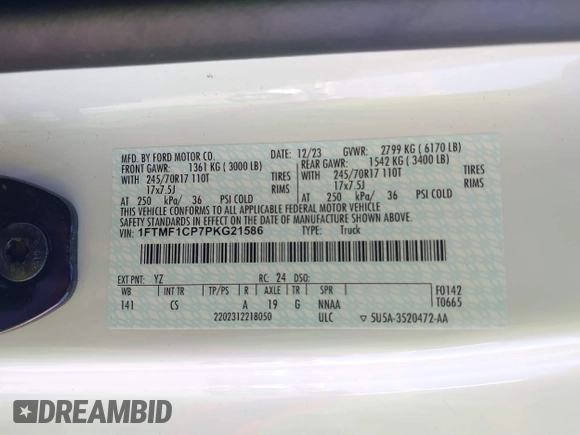 MFD. BY FORD MOTOR CO. DATE: 12/23 GVWR: 2799 KG ( 6170 LB)
FRONT GAWR: 1361 KG ( 3000 LB) REAR GAWR: 1542 KG ( 3400 LB)
WITH 245/70R17 110T TIRES WITH 245/70R17 110T TIRES
17x7.5J RIMS 17x7.5J RIMS
AT 250 kPa/ 36 PSI COLD AT 250 kPa/ 36 PSI COLD
THIS VEHICLE CONFORMS TO ALL APPLICABLE FEDERAL MOTOR VEHICLE
SAFETY STANDARDS IN EFFECT ON THE DATE OF MANUFACTURE SHOWN ABOVE.
VIN: 1FTMF1CP7PKG21586 TYPE: Truck
EXT PNT: YZ RC: 24 DSO: F0142
WB INT TR TP/PS R AXLE TR SPR T0665
141 CS A 19 G NNAA
2202312218050 ULC ▽ 5U5A-3520472-AA
DREAMBID